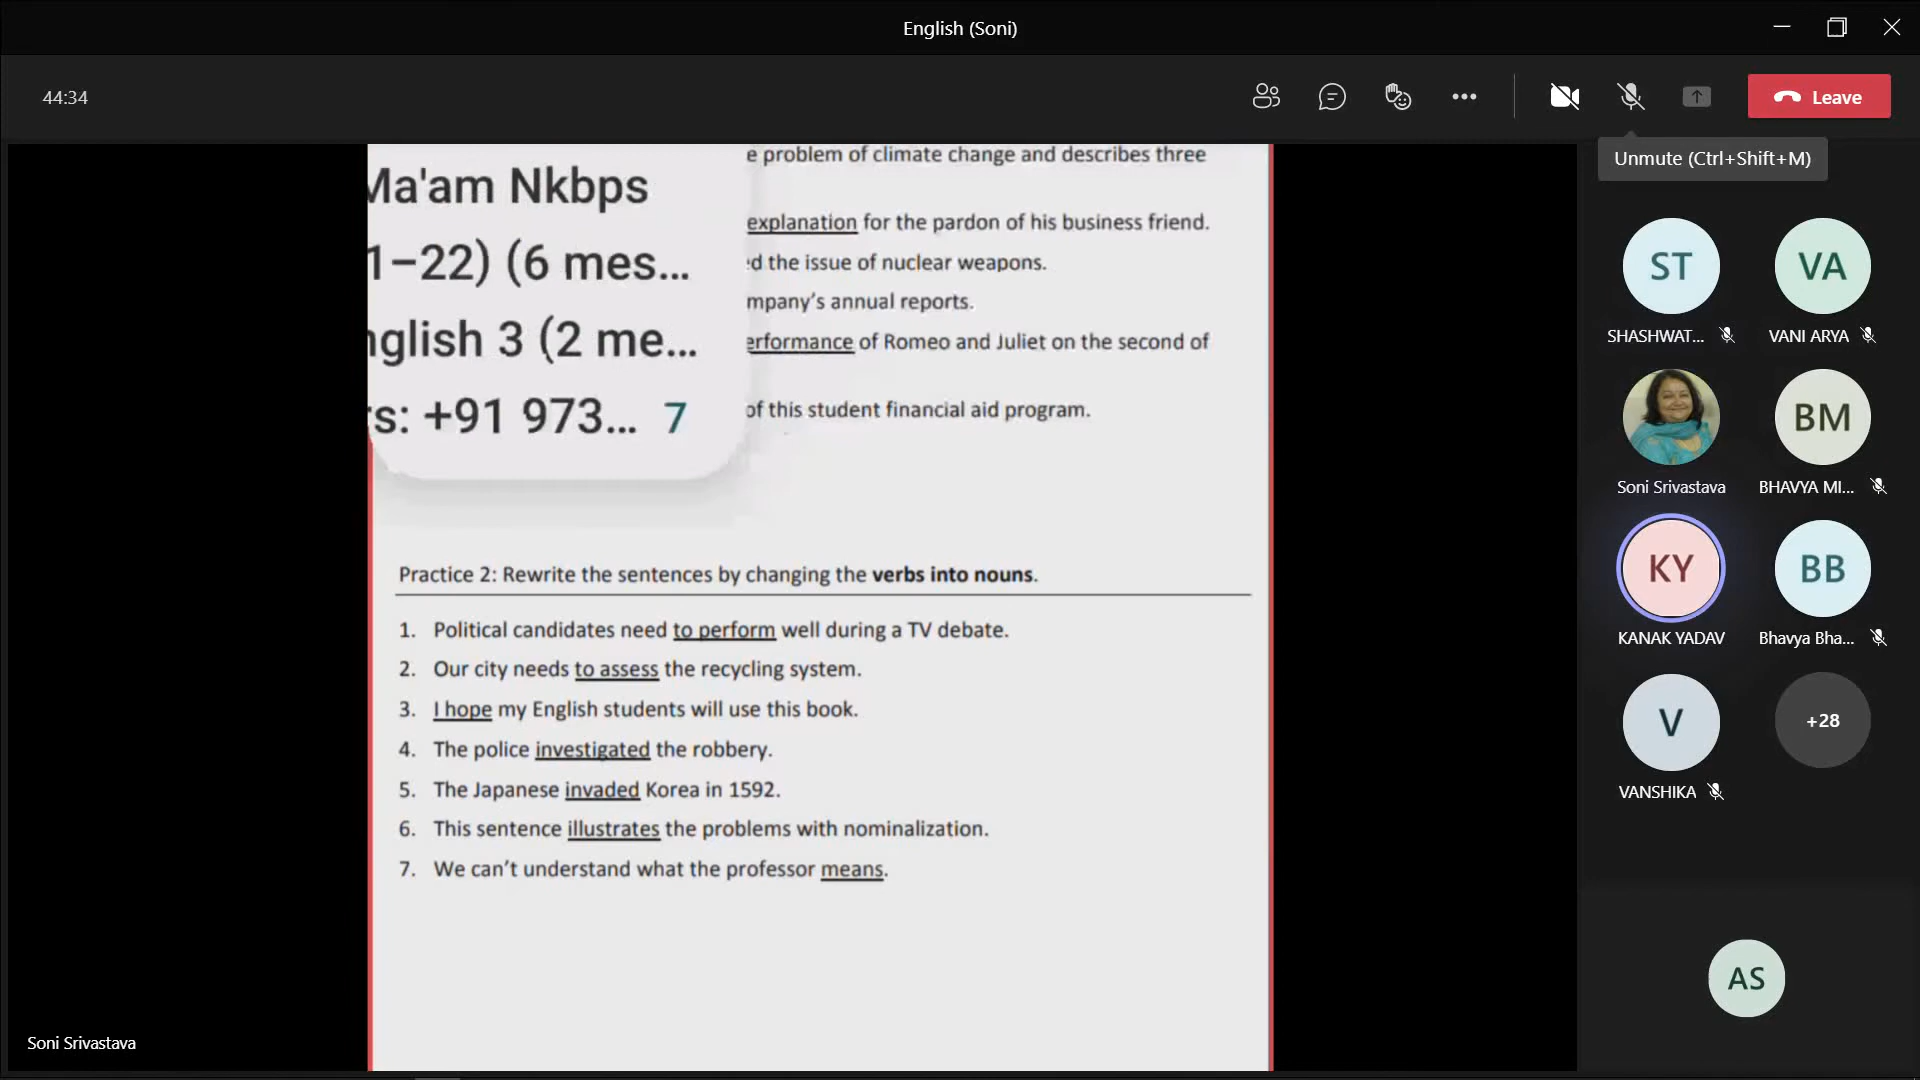 English (Soni)
44:34
Leave
Unmute (Ctrl+Shift+M)
e problem of climate change and describes three
Ma'am Nkbps
explanation for the pardon of his business friend.
1–22) (6 mes...
d the issue of nuclear weapons.
mpany's annual reports.
nglish 3 (2 me...
erformance of Romeo and Juliet on the second of
rs: +91 973... 7
of this student financial aid program.
Practice 2: Rewrite the sentences by changing the verbs into nouns.
1. Political candidates need to perform well during a TV debate.
2. Our city needs to assess the recycling system.
3. I hope my English students will use this book.
4. The police investigated the robbery.
5. The Japanese invaded Korea in 1592.
6. This sentence illustrates the problems with nominalization.
7. We can't understand what the professor means.
Soni Srivastava
ST VA
SHASHWAT... VANI ARYA
BM
Soni Srivastava BHAVYA MI...
KY BB
KANAK YADAV Bhavya Bha...
V +28
VANSHIKA
AS